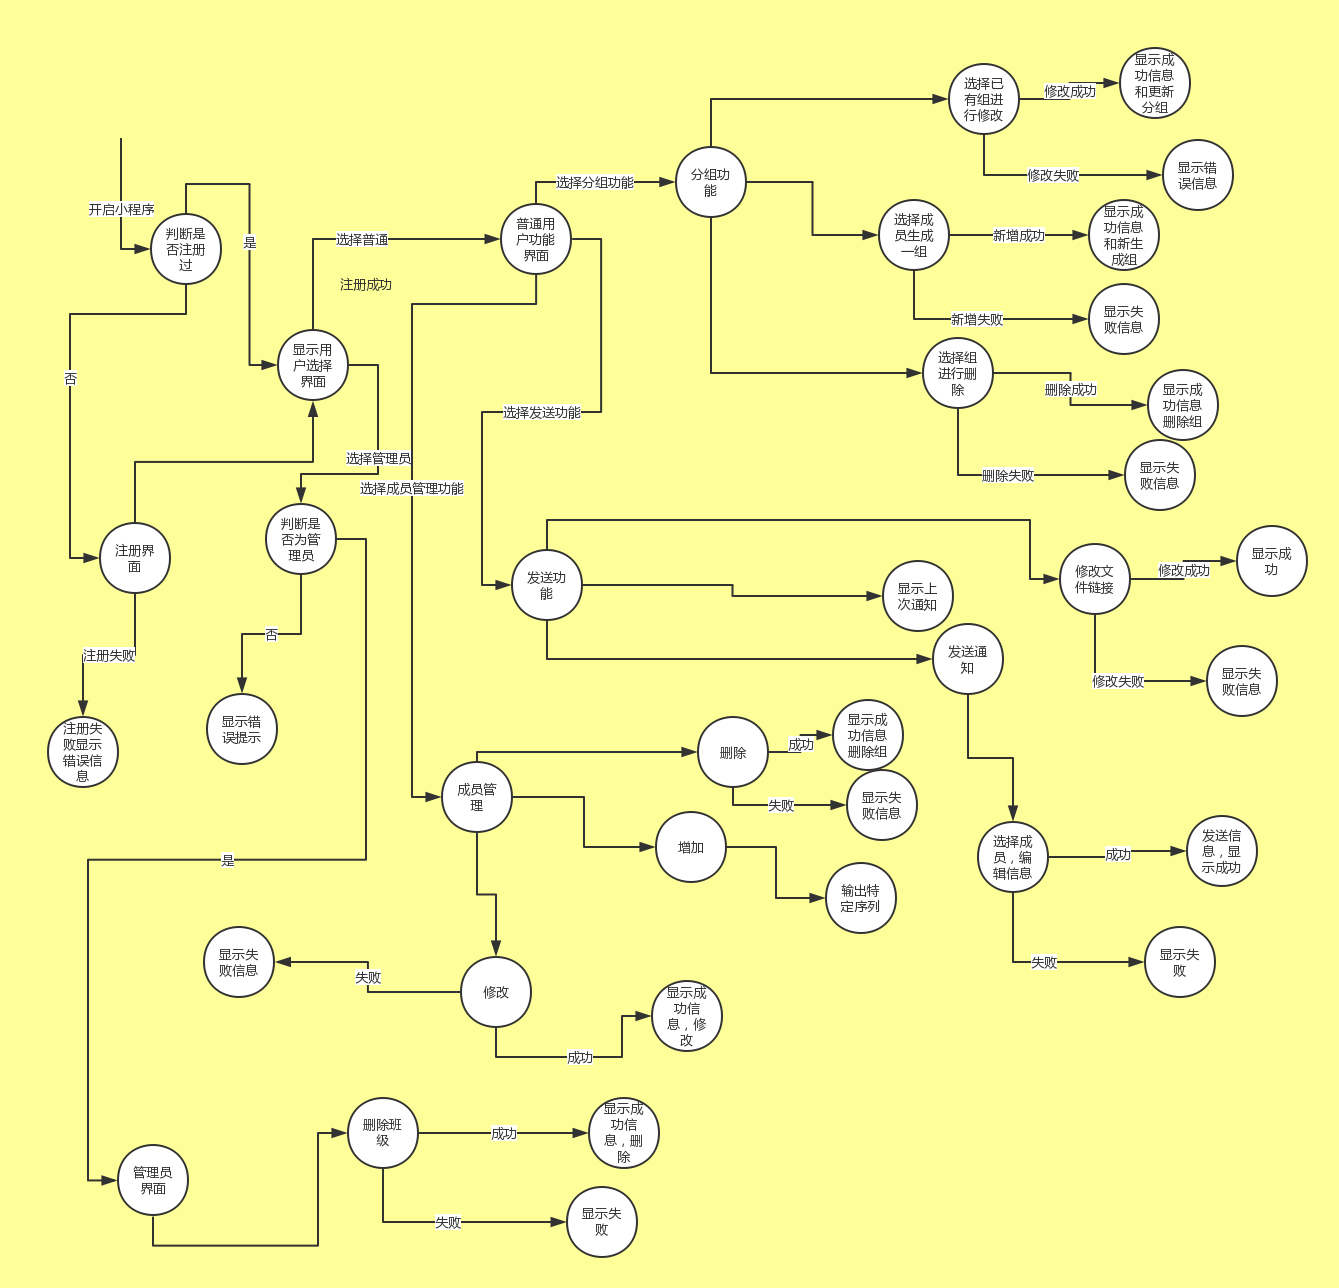 显示成
功信息
和更新
分组
选择已
有组进
行修改
修改成功
修改失败
显示错
误信息
分组功
能
选择分组功能
开启小程序
判断是
否注册
过
是
选择普通
普通用
户功能
界面
选择成
员生成
一组
新增成功
显示成
功信息
和新生
成组
注册成功
新增失败
显示失
败信息
显示用
户选择
界面
否
选择组
进行删
除
删除成功
显示成
功信息
删除组
选择发送功能
选择管理员
选择成员管理功能
删除失败
显示失
败信息
判断是
否为管
理员
注册界
面
发送功
能
显示上
次通知
修改文
件链接
修改成功
显示成
功
否
注册失败
发送通
知
修改失败
显示失
败信息
注册失
败显示
错误信
息
显示错
误提示
删除
成功
显示成
功信息
删除组
成员管
理
失败
显示失
败信息
增加
输出特
定序列
选择成
员，编
辑信息
成功
发送信
息，显
示成功
是
显示失
败信息
失败
修改
失败
显示失
败
显示成
功信
息，修
改
成功
删除班
级
成功
显示成
功信
息，删
除
管理员
界面
失败
显示失
败